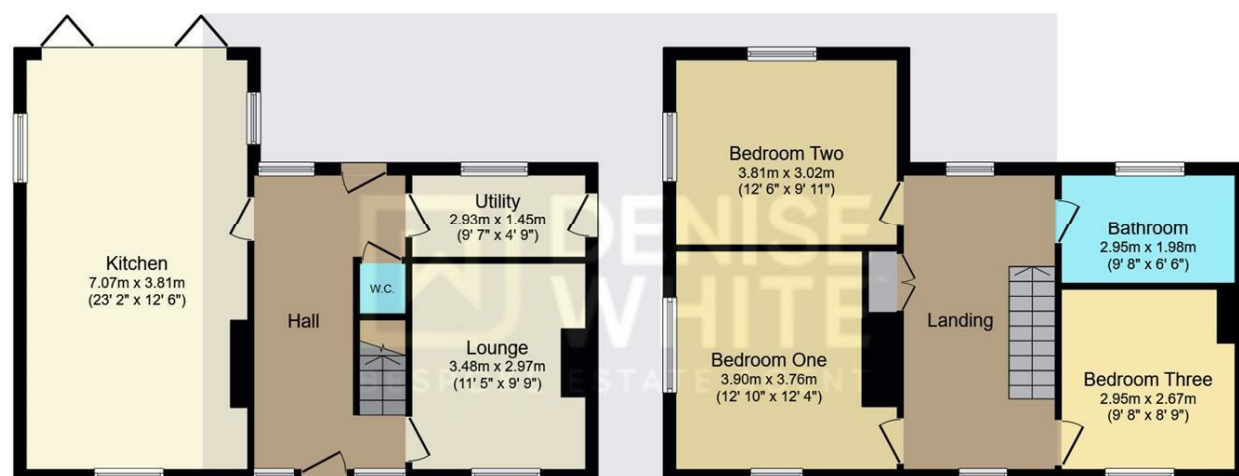 Kitchen
7.07m x 3.81m
(23' 2" x 12' 6")
Hall
W.C.
Utility
2.93m x 1.45m
(9' 7" x 4' 9")
Lounge
3.48m x 2.97m
(11' 5" x 9' 9")
Bedroom Two
3.81m x 3.02m
(12' 6" x 9' 11")
Bedroom One
3.90m x 3.76m
(12' 10" x 12' 4")
Landing
Bathroom
2.95m x 1.98m
(9' 8" x 6' 6")
Bedroom Three
2.95m x 2.67m
(9' 8" x 8' 9")
DENISE
WHITE
ESTATE